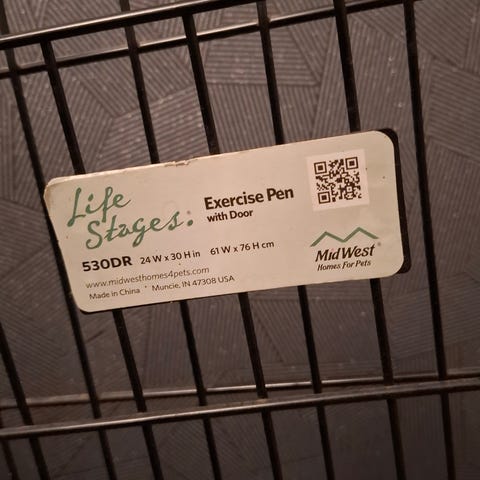 Life
Stages®
Exercise Pen
with Door
530DR 24 W x 30 H in 61 W x 76 H cm
www.midwesthomes4pets.com
Made in China • Muncie, IN 47308 USA
MidWest®
Homes For Pets